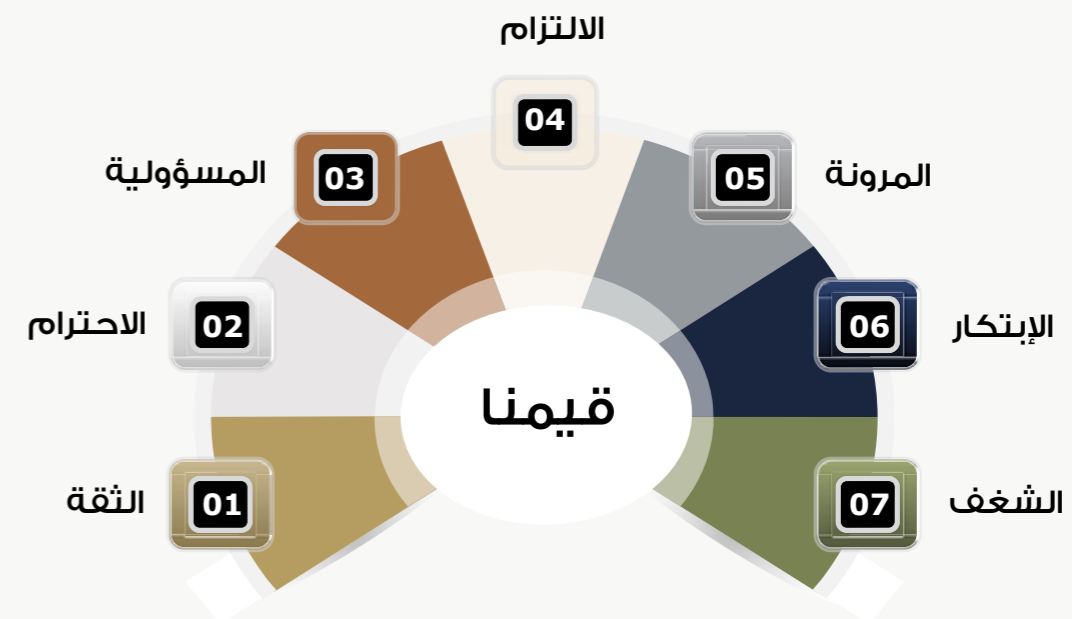 قيمنا
01
الثقة
02
الاحترام
03
المسؤولية
04
الالتزام
05
المرونة
06
الإبتكار
07
الشغف